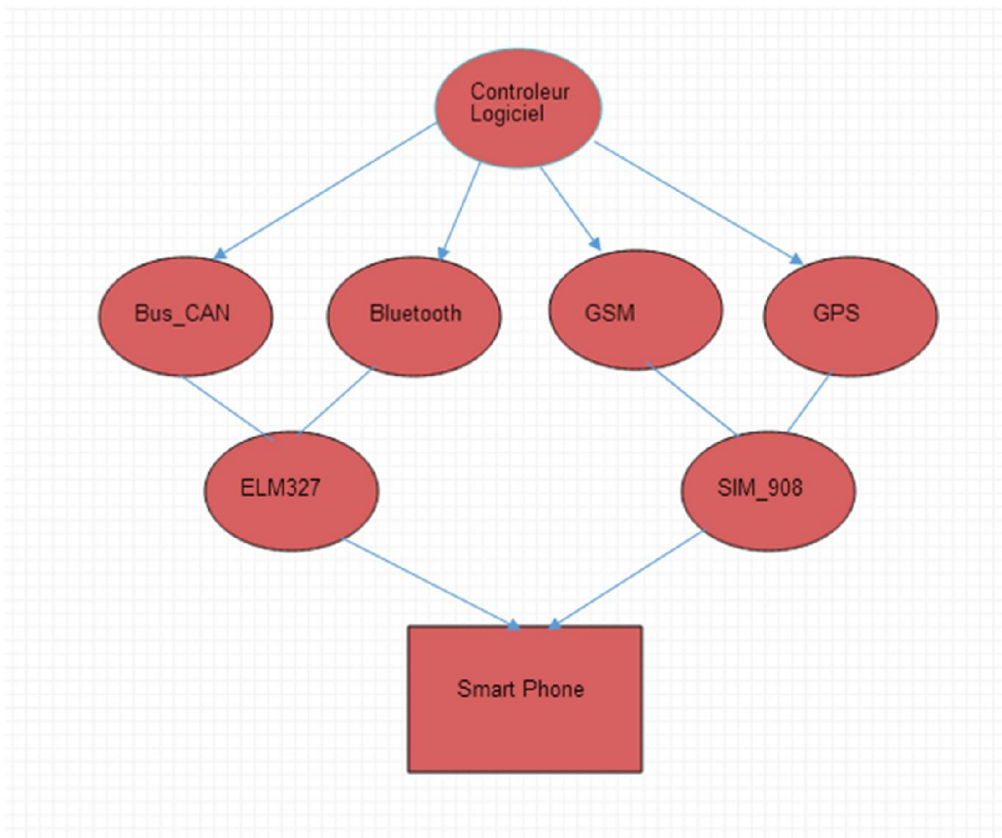 Controleur
Logiciel
Bus_CAN
Bluetooth
GSM
GPS
ELM327
SIM_908
Smart Phone